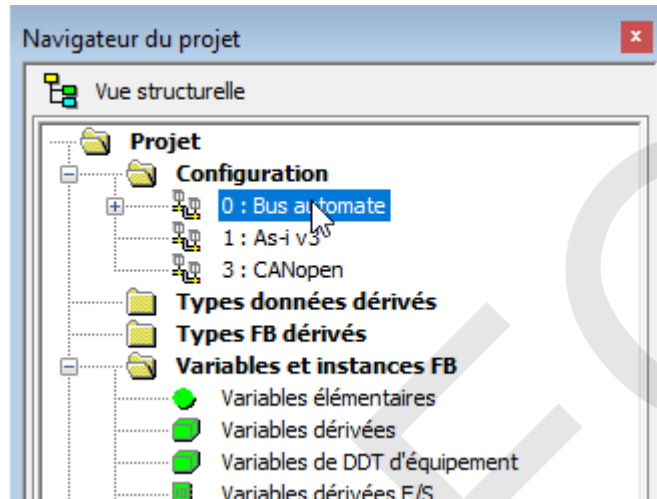 Navigateur du projet
x
Vue structurelle
Projet
Configuration
0 : Bus automate
1 : As-i v3
3 : CANopen
Types données dérivés
Types FB dérivés
Variables et instances FB
Variables élémentaires
Variables dérivées
Variables de DDT d'équipement
Variables dérivées E/S